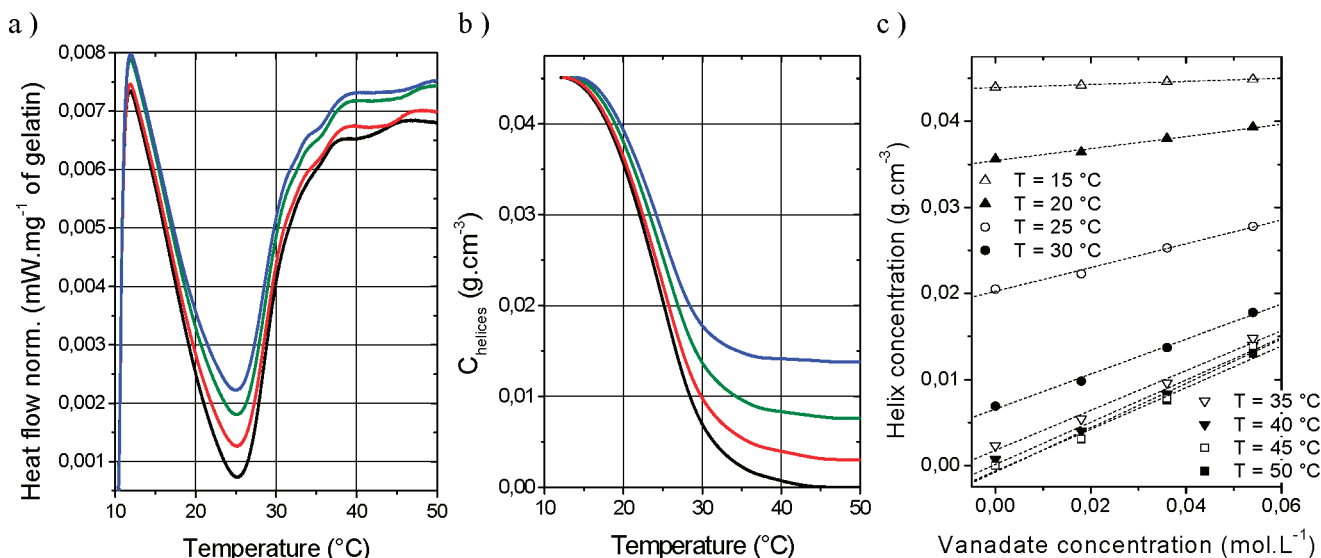 a )
0,008
0,007
0,006
0,005
0,004
0,003
0,002
0,001
Heat flow norm. (mW.mg⁻¹ of gelatin)
10 20 30 40 50
Temperature (°C)
b )
0,04
0,03
0,02
0,01
0,00
C helices (g.cm⁻³)
10 20 30 40 50
Temperature (°C)
c )
0,04
0,03
0,02
0,01
0,00
Helix concentration (g.cm⁻³)
T = 15 °C
T = 20 °C
T = 25 °C
T = 30 °C
T = 35 °C
T = 40 °C
T = 45 °C
T = 50 °C
0,00 0,02 0,04 0,06
Vanadate concentration (mol.L⁻¹)